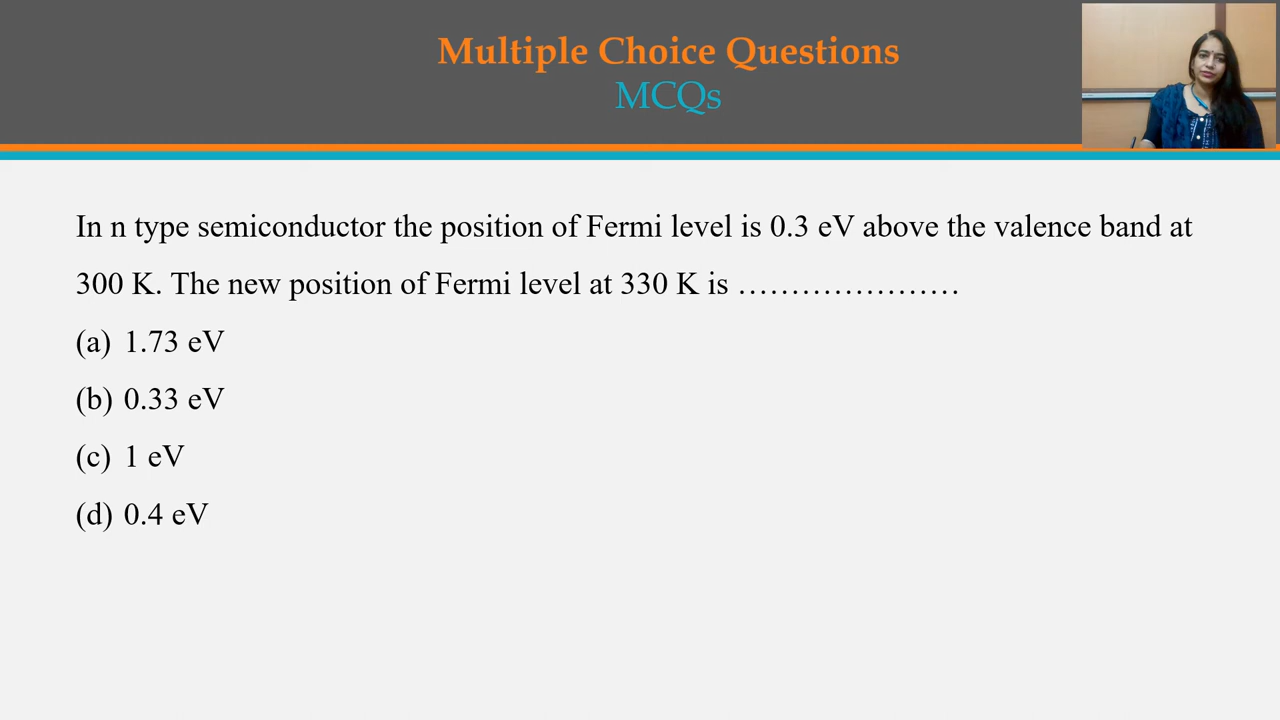 Multiple Choice Questions
MCQs
In n type semiconductor the position of Fermi level is 0.3 eV above the valence band at
300 K. The new position of Fermi level at 330 K is …………………
(a) 1.73 eV
(b) 0.33 eV
(c) 1 eV
(d) 0.4 eV